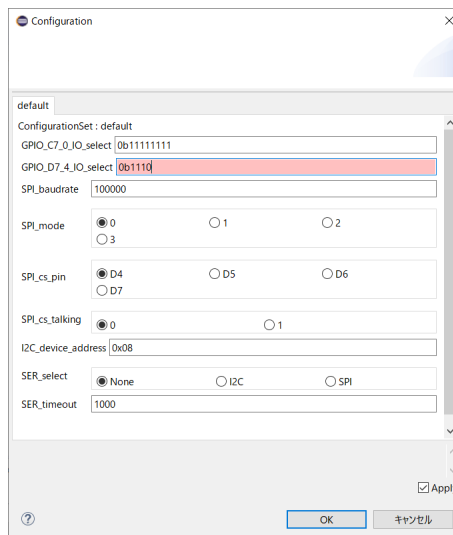 Configuration
default
ConfigurationSet : default
GPIO_C7_0_IO_select 0b11111111
GPIO_D7_4_IO_select 0b1110
SPI_baudrate 100000
SPI_mode 0 1 2
3
SPI_cs_pin D4 D5 D6
D7
SPI_cs_talking 0 1
I2C_device_address 0x08
SER_select None I2C SPI
SER_timeout 1000
Appl
OK キャンセル